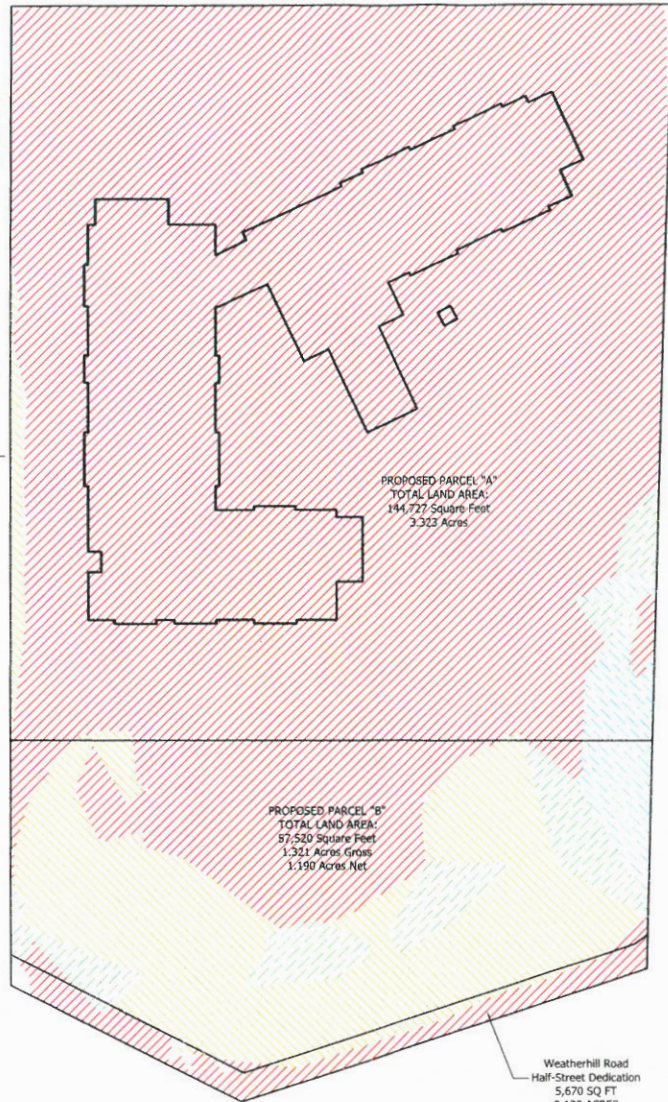 PROPOSED PARCEL "A"
TOTAL LAND AREA:
144,727 Square Feet
3.323 Acres
PROPOSED PARCEL "B"
TOTAL LAND AREA:
57,520 Square Feet
1.321 Acres Gross
1.190 Acres Net
Weatherhill Road
Half-Street Dedication
5,670 SQ FT
ACRES